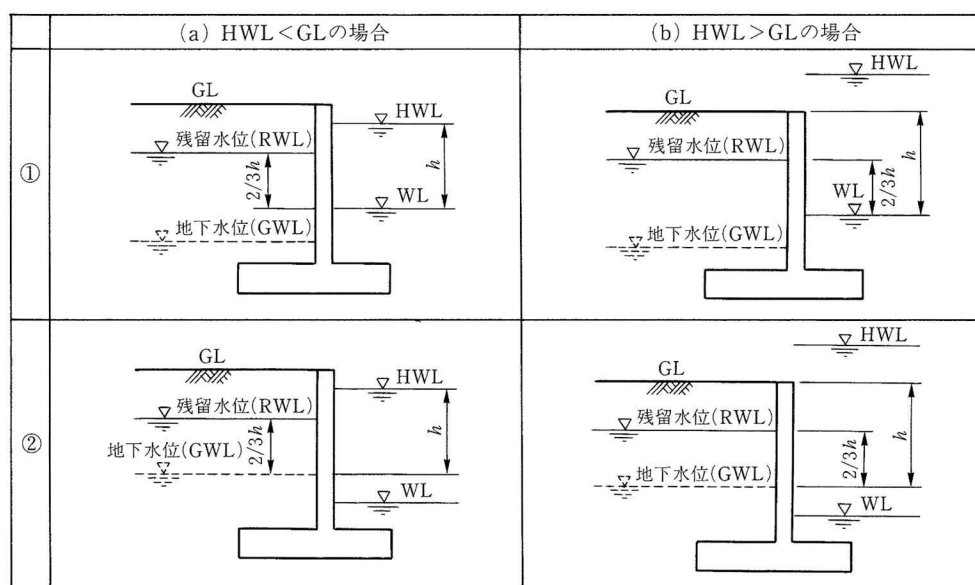 (a) HWL<GLの場合
(b) HWL>GLの場合
①
GL
HWL
残留水位(RWL)
2/3h
h
WL
地下水位(GWL)
HWL
GL
残留水位(RWL)
h
WL
2/3h
地下水位(GWL)
②
GL
HWL
残留水位(RWL)
h
地下水位(GWL)
2/3h
WL
HWL
GL
残留水位(RWL)
h
2/3h
地下水位(GWL)
WL